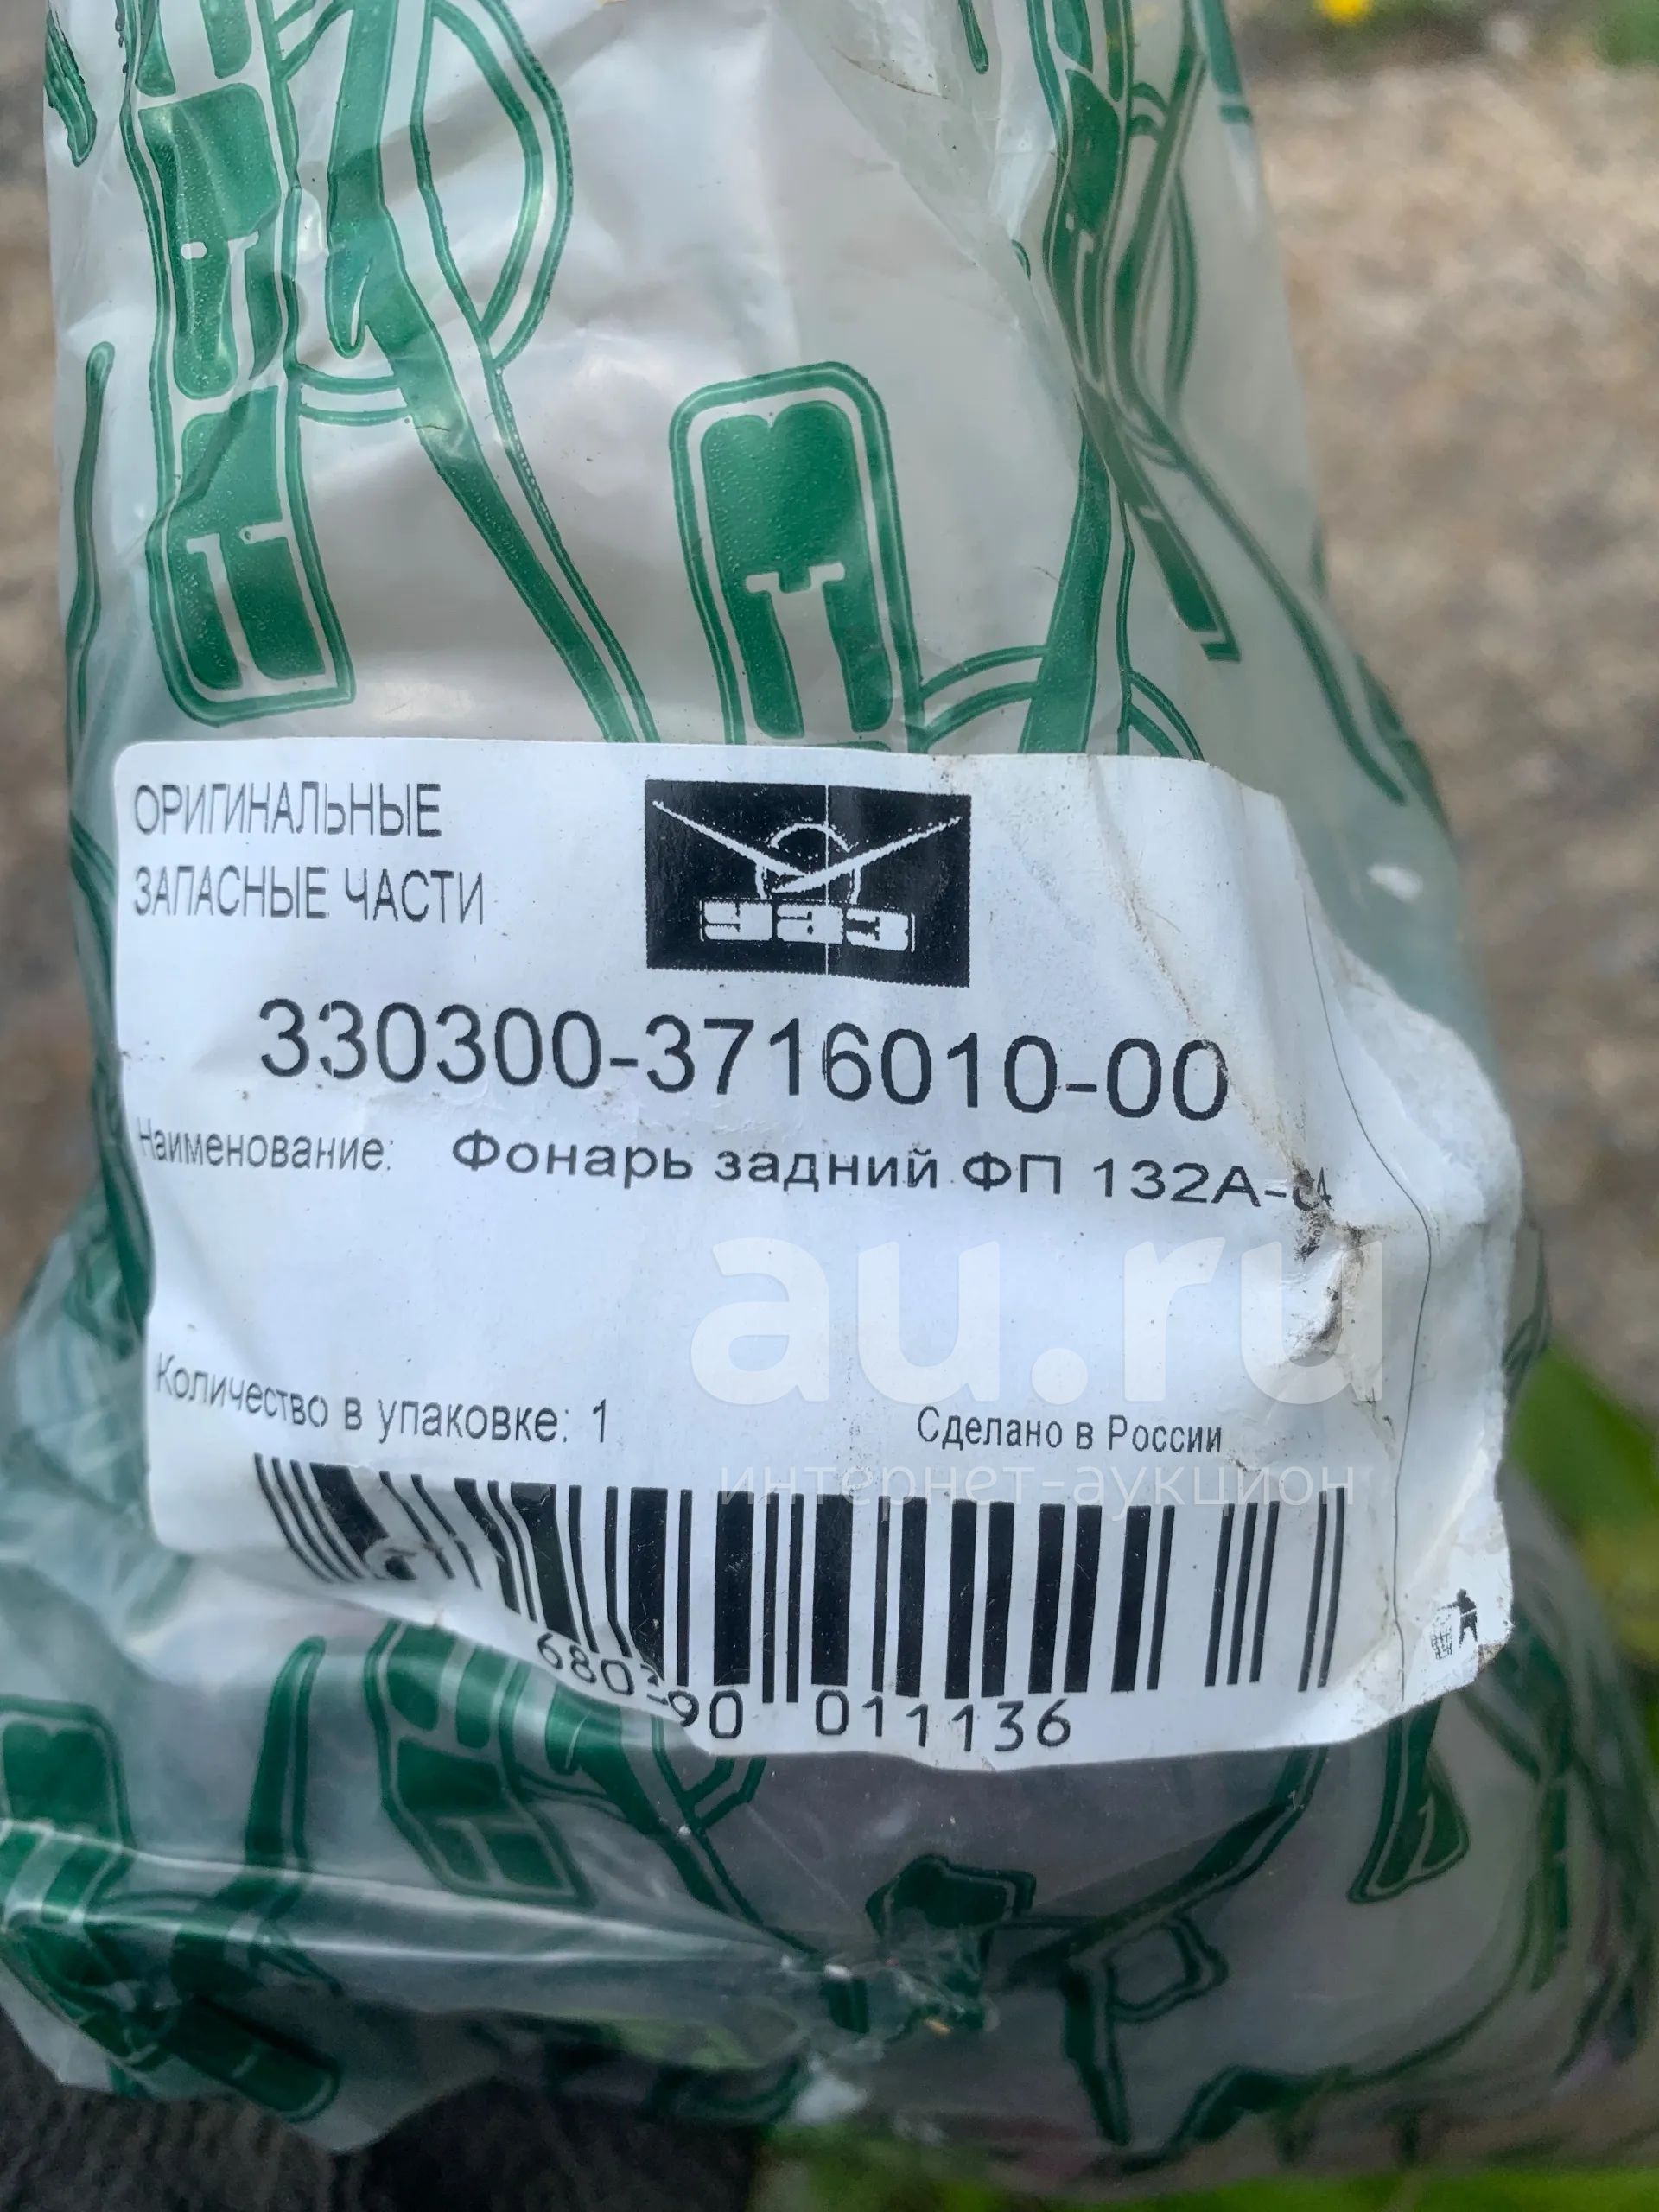 ОРИГИНАЛЬНЫЕ
ЗАПАСНЫЕ ЧАСТИ
УАЗ
330300-3716010-00
Наименование: Фонарь задний ФП 132А-
au.ru
Количество в упаковке: 1
Сделано в России
интернет-аукцион
011136